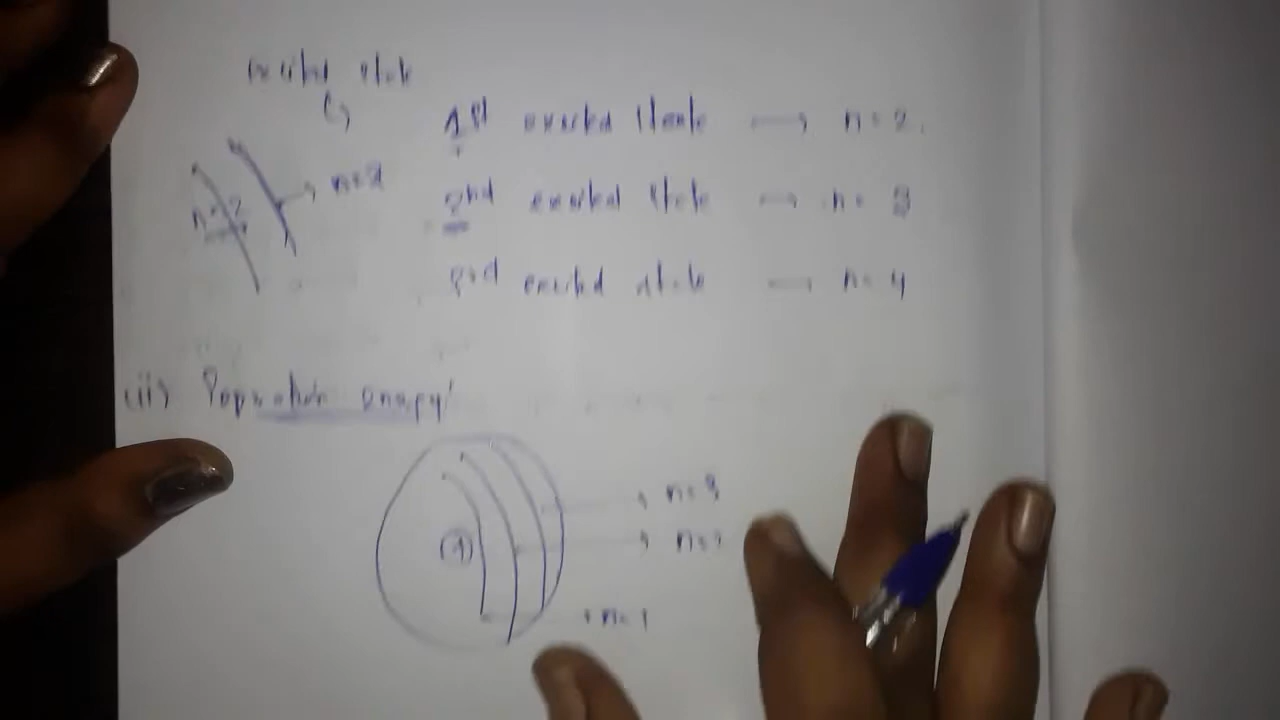 excited state
1st excited state → n=2.
n=2
2nd excited state → n=3
n=2
3rd excited state — n=4
(ii) energy
n=3
(A)
n=1